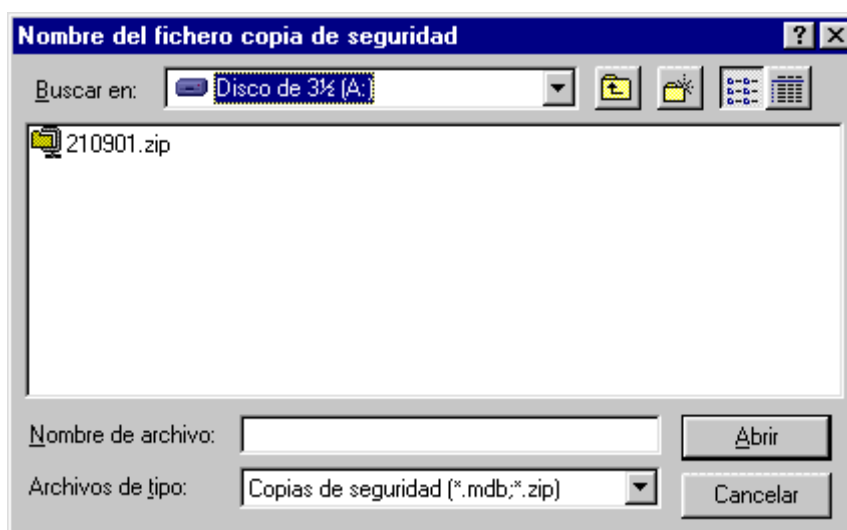 Nombre del fichero copia de seguridad
Buscar en: Disco de 3½ (A:)
210901.zip
Nombre de archivo: Abrir
Archivos de tipo: Copias de seguridad (*.mdb;*.zip) Cancelar